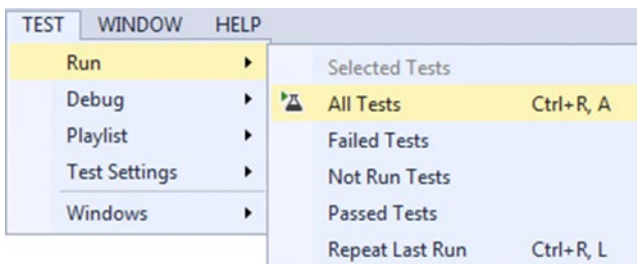 TEST WINDOW HELP
Run
Debug
Playlist
Test Settings
Windows
Selected Tests
All Tests Ctrl+R, A
Failed Tests
Not Run Tests
Passed Tests
Repeat Last Run Ctrl+R, L